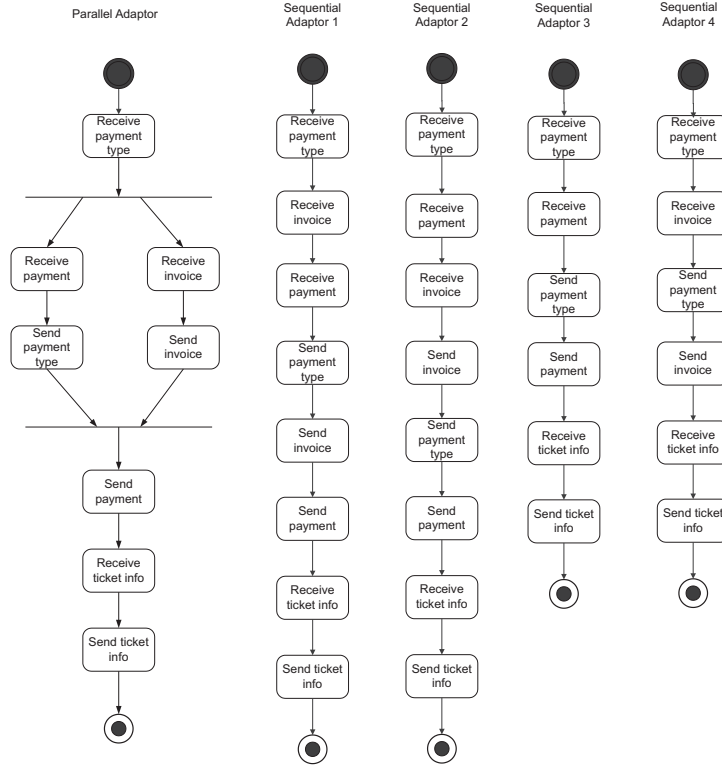 Parallel Adaptor
Receive
payment
type
Receive
payment
Receive
invoice
Send
payment
type
Send
invoice
Send
payment
Receive
ticket info
Send ticket
info
Sequential
Adaptor 1
Receive
payment
type
Receive
invoice
Receive
payment
Send
payment
type
Send
invoice
Send
payment
Receive
ticket info
Send ticket
info
Sequential
Adaptor 2
Receive
payment
type
Receive
payment
Receive
invoice
Send
invoice
Send
payment
type
Send
payment
Receive
ticket info
Send ticket
info
Sequential
Adaptor 3
Receive
payment
type
Receive
payment
Send
payment
type
Send
payment
Receive
ticket info
Send ticket
info
Sequential
Adaptor 4
Receive
payment
type
Receive
invoice
Send
payment
type
Send
invoice
Receive
ticket info
Send ticket
info